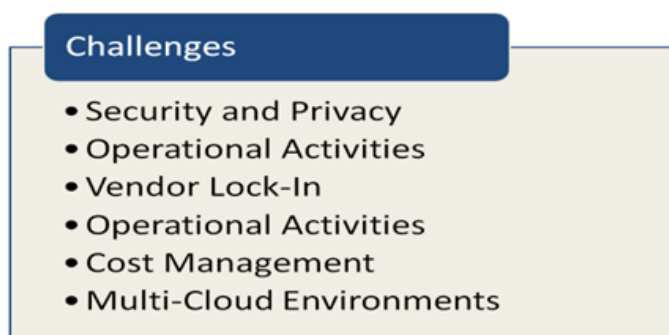 Challenges
• Security and Privacy
• Operational Activities
• Vendor Lock-In
• Operational Activities
• Cost Management
• Multi-Cloud Environments